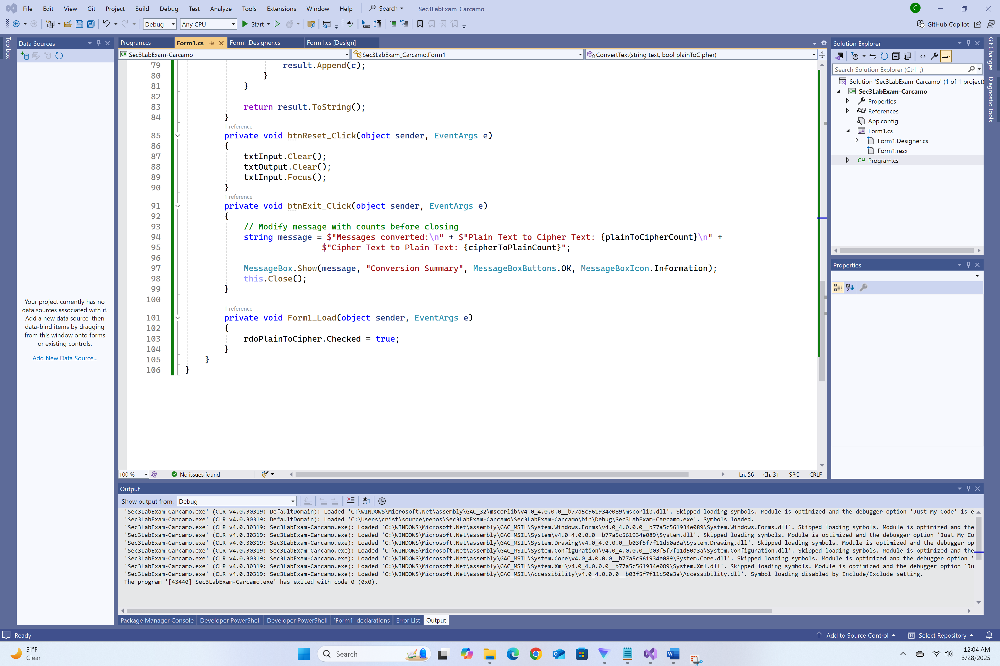 File Edit View Git Project Build Debug Test Analyze Tools Extensions Window Help Search Sec3LabExam-Carcamo C
Debug Any CPU Start abc GitHub Copilot
Toolbox
Data Sources
Your project currently has no
data sources associated with it.
Add a new data source, then
data-bind items by dragging
from this window onto forms
or existing controls.
Add New Data Source...
Program.cs Form1.cs Form1.Designer.cs Form1.cs [Design]
C# Sec3LabExam-Carcamo Sec3LabExam_Carcamo.Form1 ConvertText(string text, bool plainToCipher)
79 result.Append(c);
80 }
81 }
82
83 return result.ToString();
84 }
1 reference
85 private void btnReset_Click(object sender, EventArgs e)
86 {
87 txtInput.Clear();
88 txtOutput.Clear();
89 txtInput.Focus();
90 }
1 reference
91 private void btnExit_Click(object sender, EventArgs e)
92 {
93 // Modify message with counts before closing
94 string message = $"Messages converted:\n" + $"Plain Text to Cipher Text: {plainToCipherCount}\n" +
95 $"Cipher Text to Plain Text: {cipherToPlainCount}";
96
97 MessageBox.Show(message, "Conversion Summary", MessageBoxButtons.OK, MessageBoxIcon.Information);
98 this.Close();
99 }
100
1 reference
101 private void Form1_Load(object sender, EventArgs e)
102 {
103 rdoPlainToCipher.Checked = true;
104 }
105 }
106 }
100 % No issues found Ln: 56 Ch: 31 SPC CRLF
Solution Explorer
Search Solution Explorer (Ctrl+;)
Solution 'Sec3LabExam-Carcamo' (1 of 1 project)
C# Sec3LabExam-Carcamo
Properties
References
App.config
Form1.cs
Form1.Designer.cs
Form1.resx
C# Program.cs
Properties
Git Changes
Diagnostic Tools
Output
Show output from: Debug
'Sec3LabExam-Carcamo.exe' (CLR v4.0.30319: DefaultDomain): Loaded 'C:\WINDOWS\Microsoft.Net\assembly\GAC_32\mscorlib\v4.0_4.0.0.0__b77a5c561934e089\mscorlib.dll'. Skipped loading symbols. Module is optimized and the debugger option 'Just My Code' is e
'Sec3LabExam-Carcamo.exe' (CLR v4.0.30319: DefaultDomain): Loaded 'C:\Users\crist\source\repos\Sec3LabExam-Carcamo\Sec3LabExam-Carcamo\bin\Debug\Sec3LabExam-Carcamo.exe'. Symbols loaded.
'Sec3LabExam-Carcamo.exe' (CLR v4.0.30319: Sec3LabExam-Carcamo.exe): Loaded 'C:\WINDOWS\Microsoft.Net\assembly\GAC_MSIL\System.Windows.Forms\v4.0_4.0.0.0__b77a5c561934e089\System.Windows.Forms.dll'. Skipped loading symbols. Module is optimized and the
'Sec3LabExam-Carcamo.exe' (CLR v4.0.30319: Sec3LabExam-Carcamo.exe): Loaded 'C:\WINDOWS\Microsoft.Net\assembly\GAC_MSIL\System\v4.0_4.0.0.0__b77a5c561934e089\System.dll'. Skipped loading symbols. Module is optimized and the debugger option 'Just My Co
'Sec3LabExam-Carcamo.exe' (CLR v4.0.30319: Sec3LabExam-Carcamo.exe): Loaded 'C:\WINDOWS\Microsoft.Net\assembly\GAC_MSIL\System.Drawing\v4.0_4.0.0.0__b03f5f7f11d50a3a\System.Drawing.dll'. Skipped loading symbols. Module is optimized and the debugger op
'Sec3LabExam-Carcamo.exe' (CLR v4.0.30319: Sec3LabExam-Carcamo.exe): Loaded 'C:\WINDOWS\Microsoft.Net\assembly\GAC_MSIL\System.Configuration\v4.0_4.0.0.0__b03f5f7f11d50a3a\System.Configuration.dll'. Skipped loading symbols. Module is optimized and the
'Sec3LabExam-Carcamo.exe' (CLR v4.0.30319: Sec3LabExam-Carcamo.exe): Loaded 'C:\WINDOWS\Microsoft.Net\assembly\GAC_MSIL\System.Core\v4.0_4.0.0.0__b77a5c561934e089\System.Core.dll'. Skipped loading symbols. Module is optimized and the debugger option '
'Sec3LabExam-Carcamo.exe' (CLR v4.0.30319: Sec3LabExam-Carcamo.exe): Loaded 'C:\WINDOWS\Microsoft.Net\assembly\GAC_MSIL\System.Xml\v4.0_4.0.0.0__b77a5c561934e089\System.Xml.dll'. Skipped loading symbols. Module is optimized and the debugger option 'Ju
'Sec3LabExam-Carcamo.exe' (CLR v4.0.30319: Sec3LabExam-Carcamo.exe): Loaded 'C:\WINDOWS\Microsoft.Net\assembly\GAC_MSIL\Accessibility\v4.0_4.0.0.0__b03f5f7f11d50a3a\Accessibility.dll'. Symbol loading disabled by Include/Exclude setting.
The program '[43440] Sec3LabExam-Carcamo.exe' has exited with code 0 (0x0).
Package Manager Console Developer PowerShell Developer PowerShell 'Form1' declarations Error List Output
Ready Add to Source Control Select Repository
51°F
Clear
Search
12:04 AM
3/28/2025